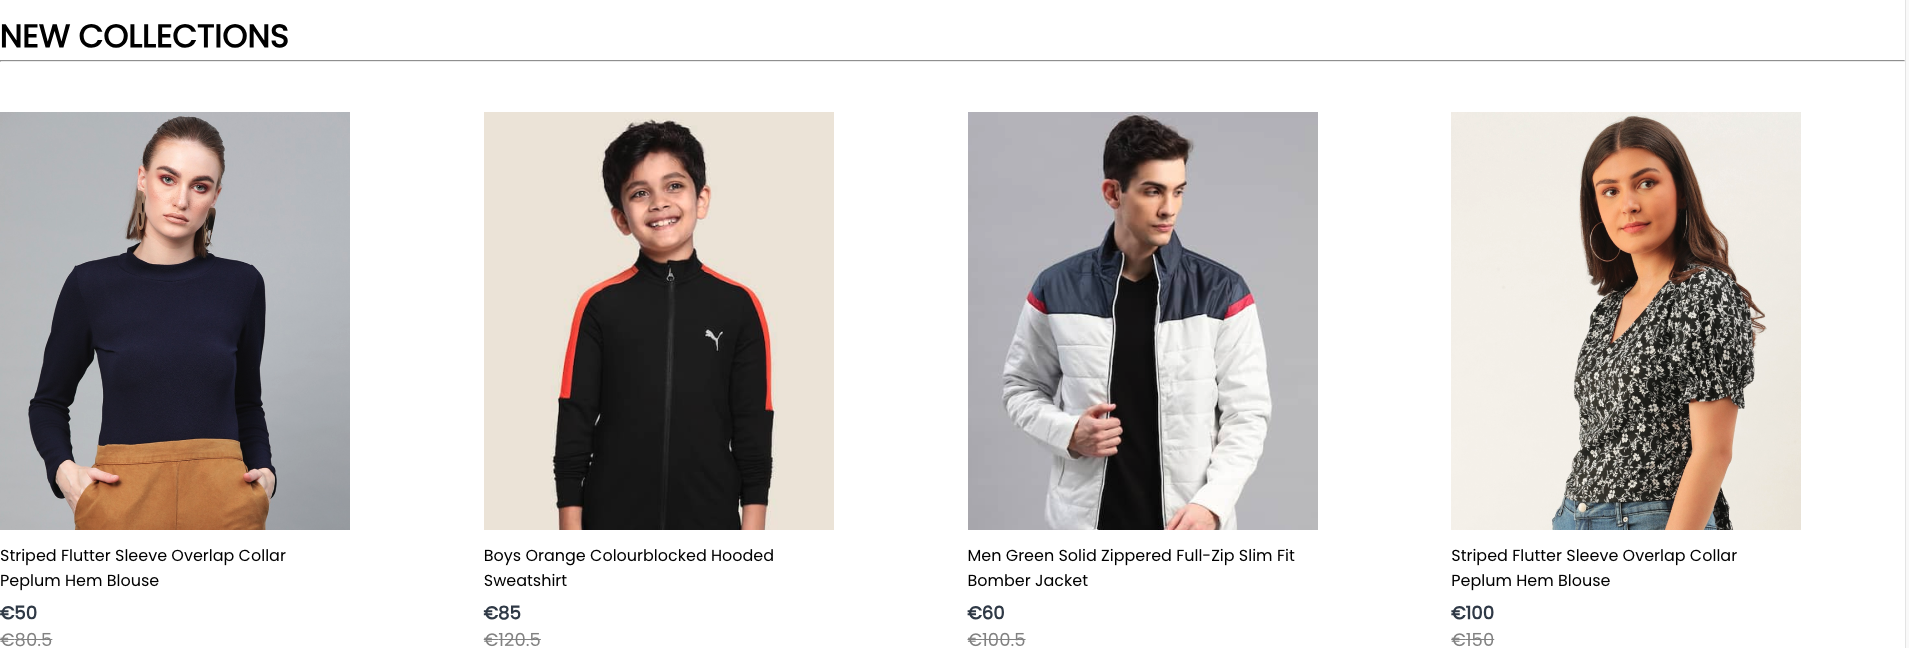 NEW COLLECTIONS
Striped Flutter Sleeve Overlap Collar
Peplum Hem Blouse
€50
€80.5
Boys Orange Colourblocked Hooded
Sweatshirt
€85
€120.5
Men Green Solid Zippered Full-Zip Slim Fit
Bomber Jacket
€60
€100.5
Striped Flutter Sleeve Overlap Collar
Peplum Hem Blouse
€100
€150